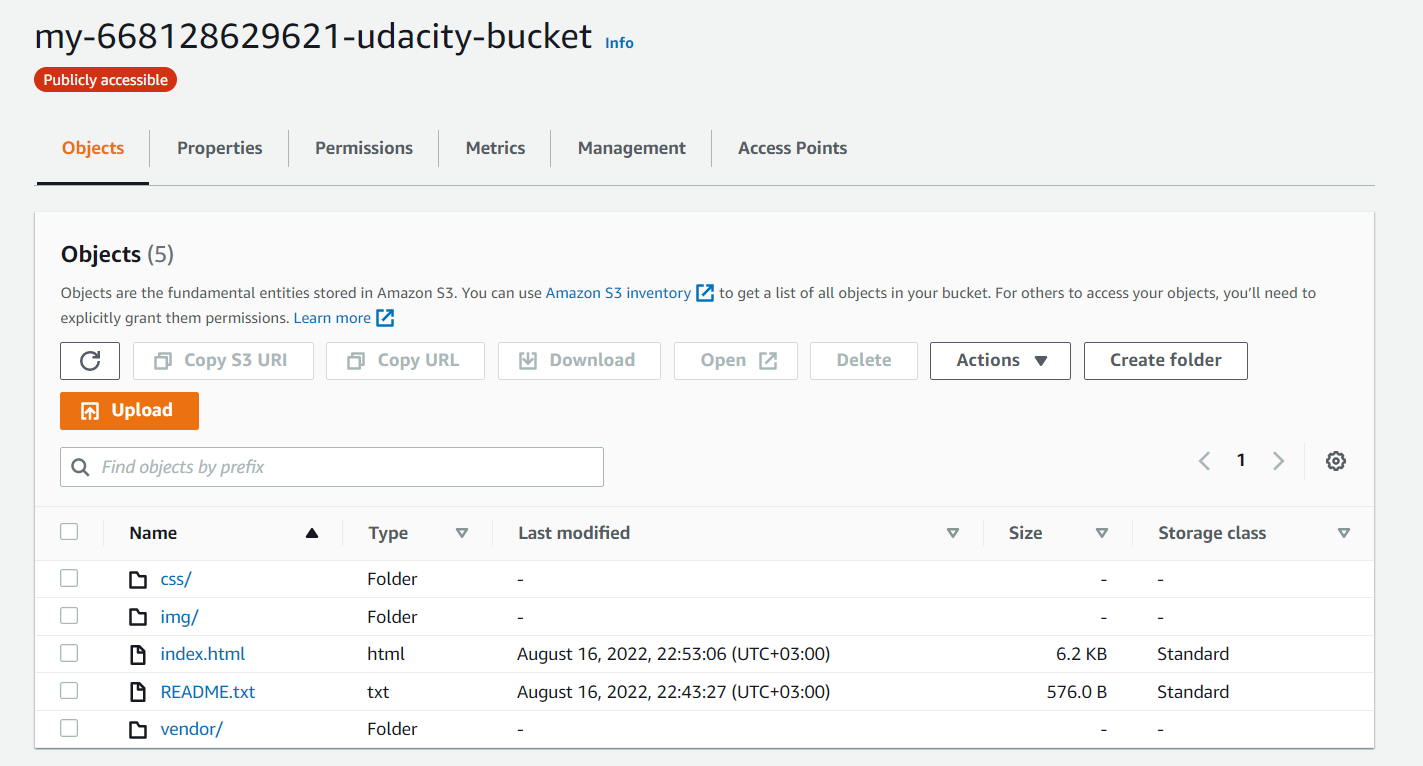 my-668128629621-udacity-bucket Info
Publicly accessible
Objects Properties Permissions Metrics Management Access Points
Objects (5)
Objects are the fundamental entities stored in Amazon S3. You can use Amazon S3 inventory to get a list of all objects in your bucket. For others to access your objects, you'll need to
explicitly grant them permissions. Learn more
Copy S3 URI Copy URL Download Open Delete Actions Create folder
Upload
Find objects by prefix 1
Name Type Last modified Size Storage class
css/ Folder - - -
img/ Folder - - -
index.html html August 16, 2022, 22:53:06 (UTC+03:00) 6.2 KB Standard
README.txt txt August 16, 2022, 22:43:27 (UTC+03:00) 576.0 B Standard
vendor/ Folder - - -